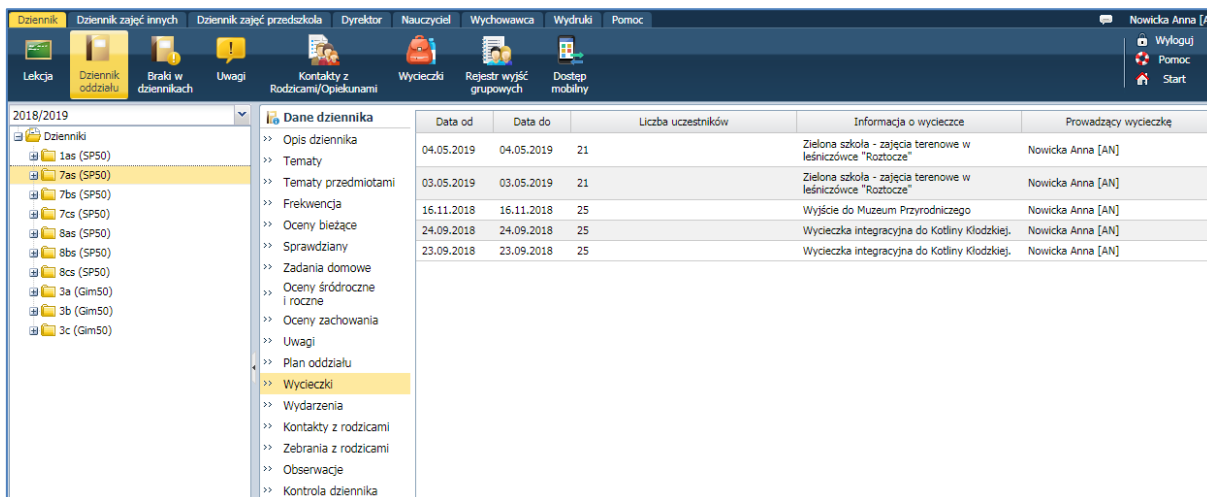 Dziennik Dziennik zajęć innych Dziennik zajęć przedszkola Dyrektor Nauczyciel Wychowawca Wydruki Pomoc Nowicka Anna [A
Lekcja
Dziennik
oddziału
Braki w
dziennikach
Uwagi
Kontakty z
Rodzicami/Opiekunami
Wycieczki
Rejestr wyjść
grupowych
Dostęp
mobilny
Wyloguj
Pomoc
Start
2018/2019
Dzienniki
1as (SP50)
7as (SP50)
7bs (SP50)
7cs (SP50)
8as (SP50)
8bs (SP50)
8cs (SP50)
3a (Gim50)
3b (Gim50)
3c (Gim50)
Dane dziennika
>> Opis dziennika
>> Tematy
>> Tematy przedmiotami
>> Frekwencja
>> Oceny bieżące
>> Sprawdziany
>> Zadania domowe
>> Oceny śródroczne
i roczne
>> Oceny zachowania
>> Uwagi
>> Plan oddziału
>> Wycieczki
>> Wydarzenia
>> Kontakty z rodzicami
>> Zebrania z rodzicami
>> Obserwacje
>> Kontrola dziennika
Data od Data do Liczba uczestników Informacja o wycieczce Prowadzący wycieczkę
04.05.2019 04.05.2019 21 Zielona szkoła - zajęcia terenowe w
leśniczówce "Roztocze" Nowicka Anna [AN]
03.05.2019 03.05.2019 21 Zielona szkoła - zajęcia terenowe w
leśniczówce "Roztocze" Nowicka Anna [AN]
16.11.2018 16.11.2018 25 Wyjście do Muzeum Przyrodniczego Nowicka Anna [AN]
24.09.2018 24.09.2018 25 Wycieczka integracyjna do Kotliny Kłodzkiej. Nowicka Anna [AN]
23.09.2018 23.09.2018 25 Wycieczka integracyjna do Kotliny Kłodzkiej. Nowicka Anna [AN]